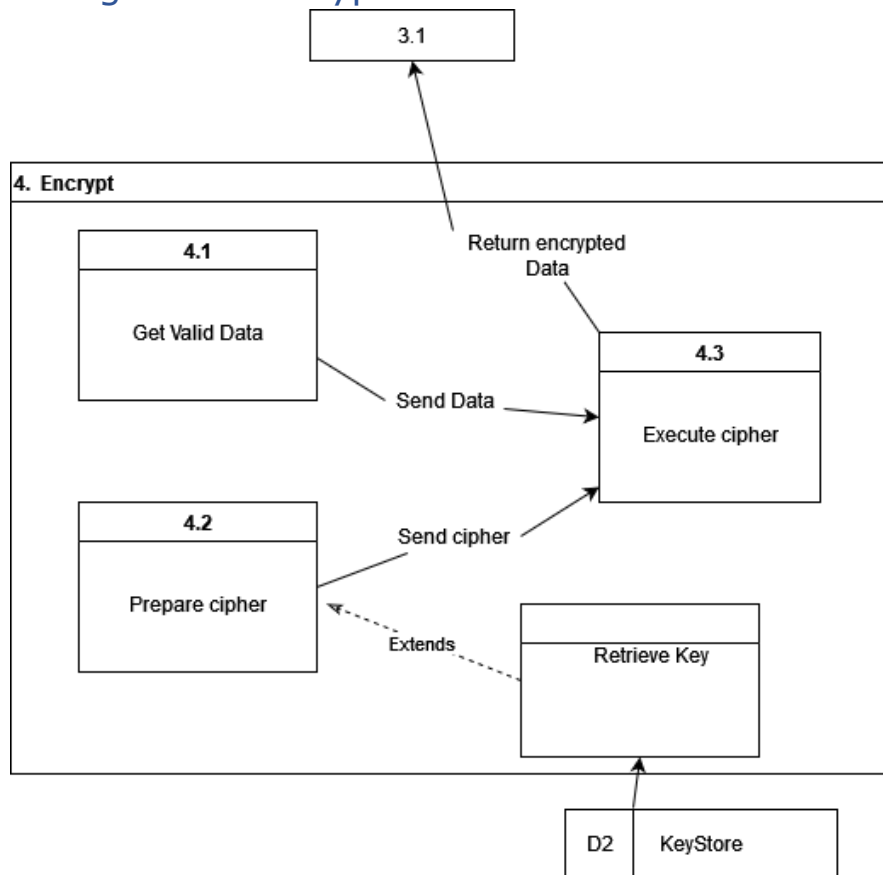 3.1
4. Encrypt
4.1
Get Valid Data
Return encrypted
Data
4.3
Execute cipher
Send Data
4.2
Prepare cipher
Send cipher
Extends
Retrieve Key
D2
KeyStore